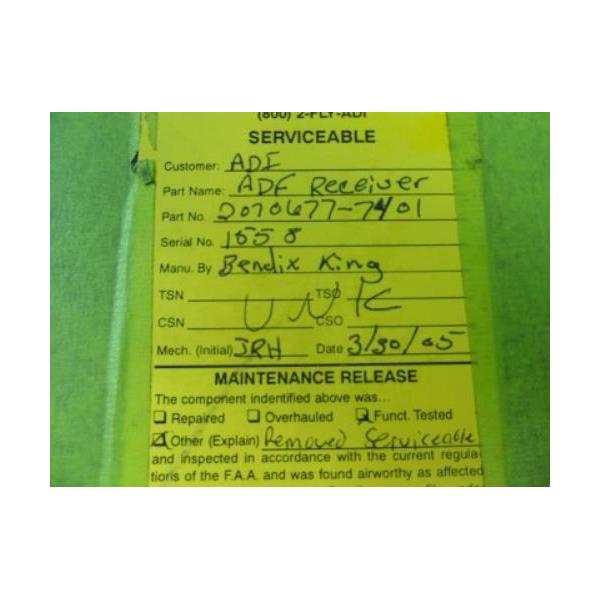 (800) 2-FLY-ADI
SERVICEABLE
Customer: ADI
Part Name: ADF Receiver
Part No. 2070677-7401
Serial No. 1558
Manu. By Bendix King
TSN TSO
UNK
CSN CSO
Mech. (Initial) JRH Date 3/30/05
MAINTENANCE RELEASE
The component indentified above was...
Repaired Overhauled Funct. Tested
Other (Explain) Removed Serviceable
and inspected in accordance with the current regula-
tions of the F.A.A. and was found airworthy as affected